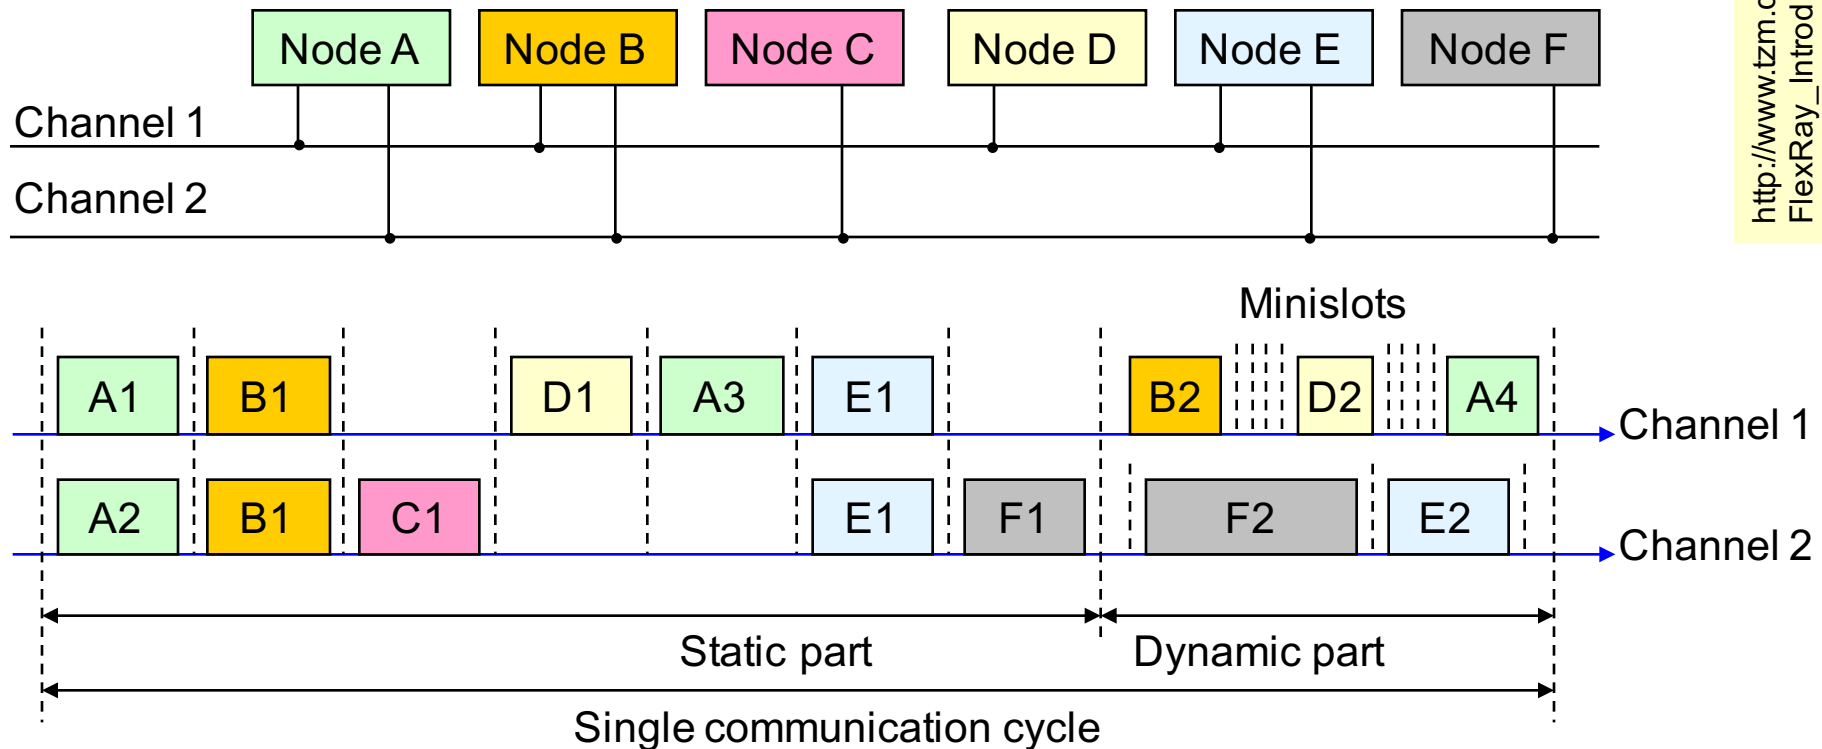 Node A Node B Node C Node D Node E Node F
Channel 1
Channel 2
http://www.tzm.
FlexRay_Introd
Minislots
A1 B1 D1 A3 E1 B2 D2 A4
Channel 1
A2 B1 C1 E1 F1 F2 E2
Channel 2
Static part Dynamic part
Single communication cycle